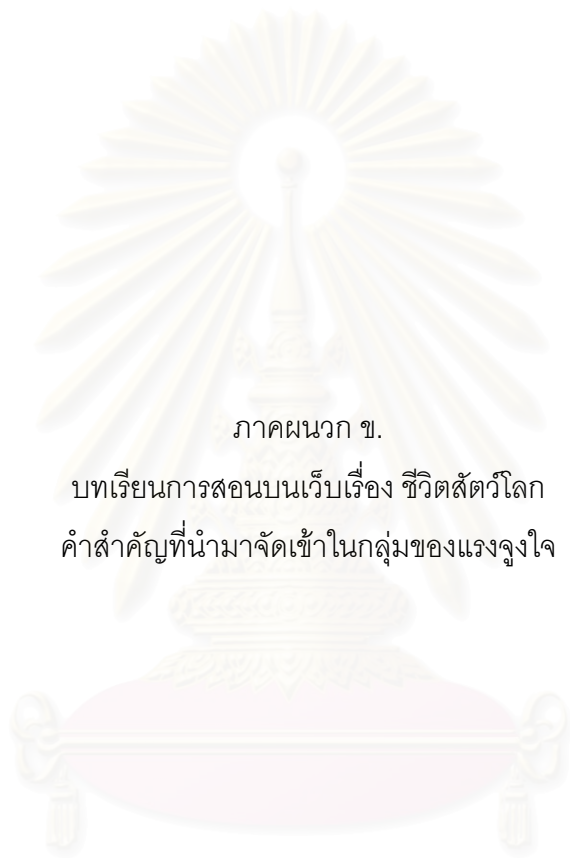 ภาคผนวก ข.
บทเรียนการสอนบนเว็บเรื่อง ชีวิตสัตว์โลก
คำสำคัญที่นำมาจัดเข้าในกลุ่มของแรงจูงใจ